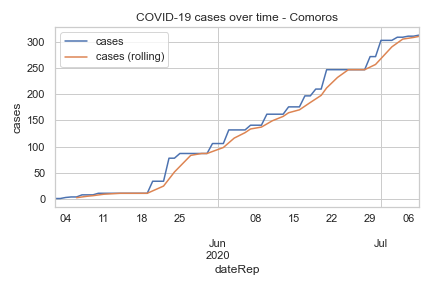 COVID-19 cases over time - Comoros
cases
cases (rolling)
300
250
200
150
100
50
0
cases
04 11 18 25 08 15 22 29 06
Jun Jul
2020
dateRep